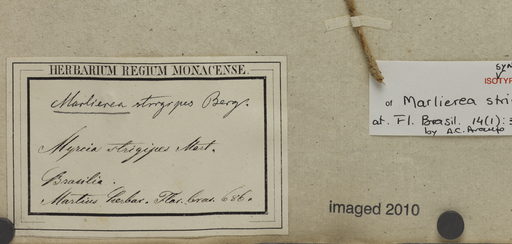 HERBARIUM REGIUM MONACENSE.
Marlierea strigipes Berg.
Myrcia strigipes Mart.
Brasilia.
Martius Herbar. Flor. bras. 686.
SYN
ISOTYP
of Marlierea stri
at Fl. Brasil. 14(1):
by A.C. Araujo
imaged 2010